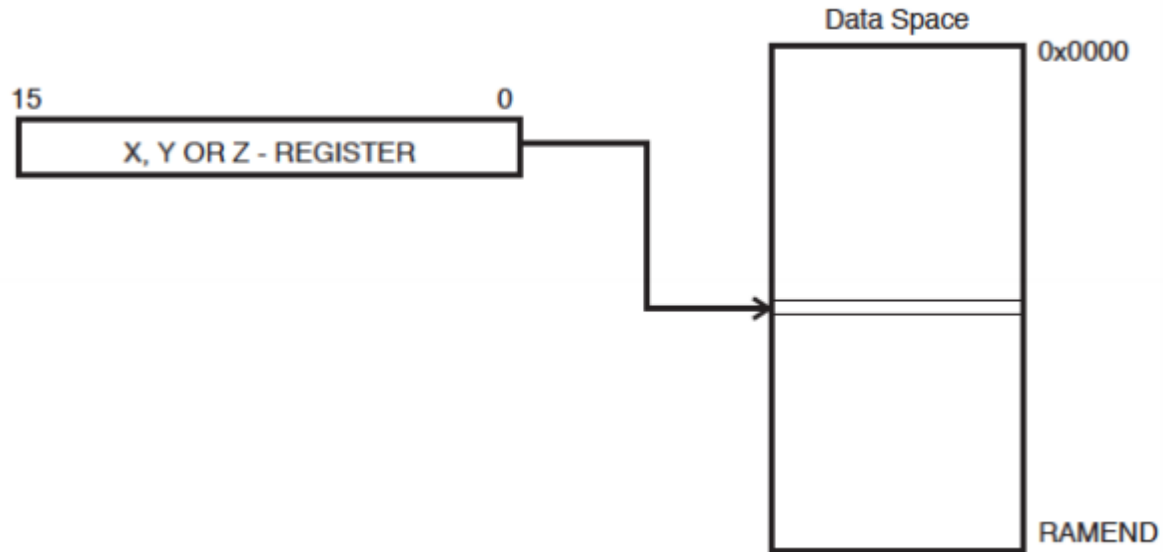 Data Space
0x0000
15 0
X, Y OR Z - REGISTER
RAMEND